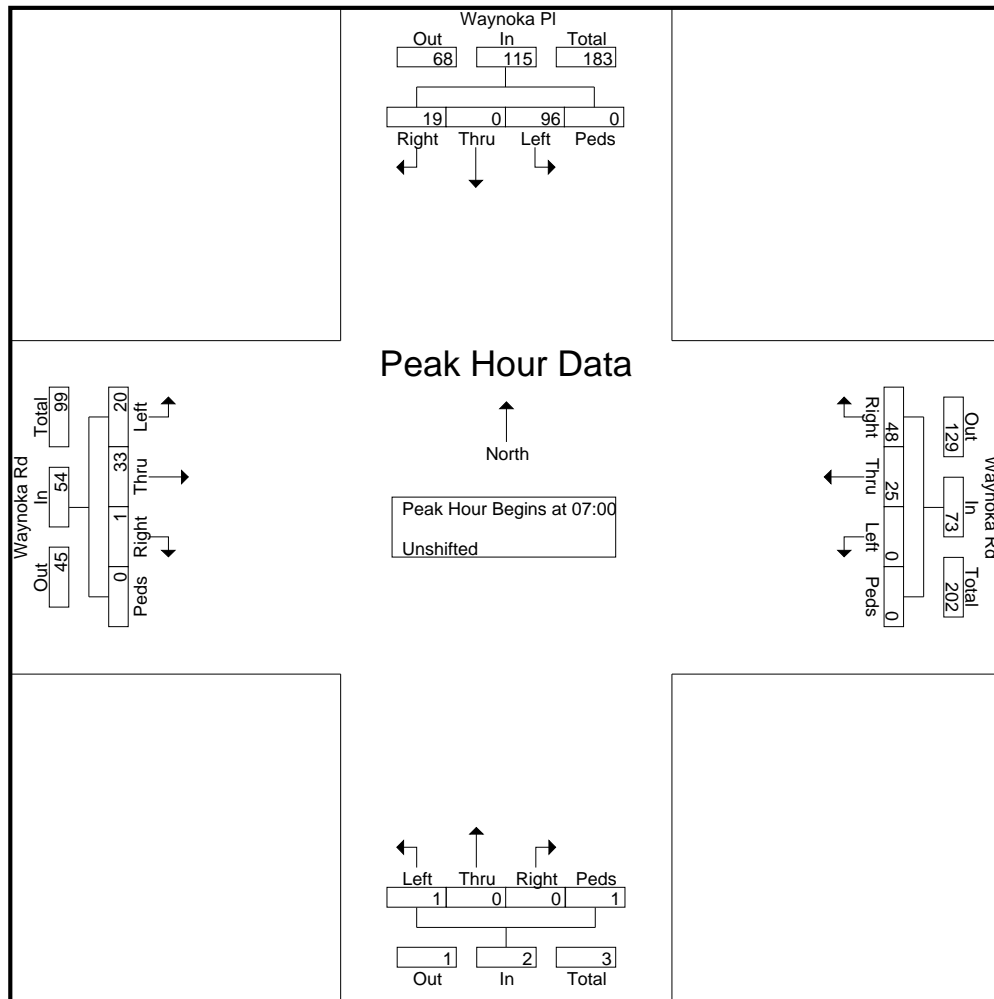 Waynoka Pl
Out In Total
68 115 183
19 0 96 0
Right Thru Left Peds
Peak Hour Data
North
Peak Hour Begins at 07:00
Unshifted
Waynoka Rd
Total In Out
99 54 45
20 33 1 0
Left Thru Right Peds
Right Thru Left Peds
48 25 0 0
Out In Total
129 73 202
Waynoka Rd
Left Thru Right Peds
1 0 0 1
1 2 3
Out In Total